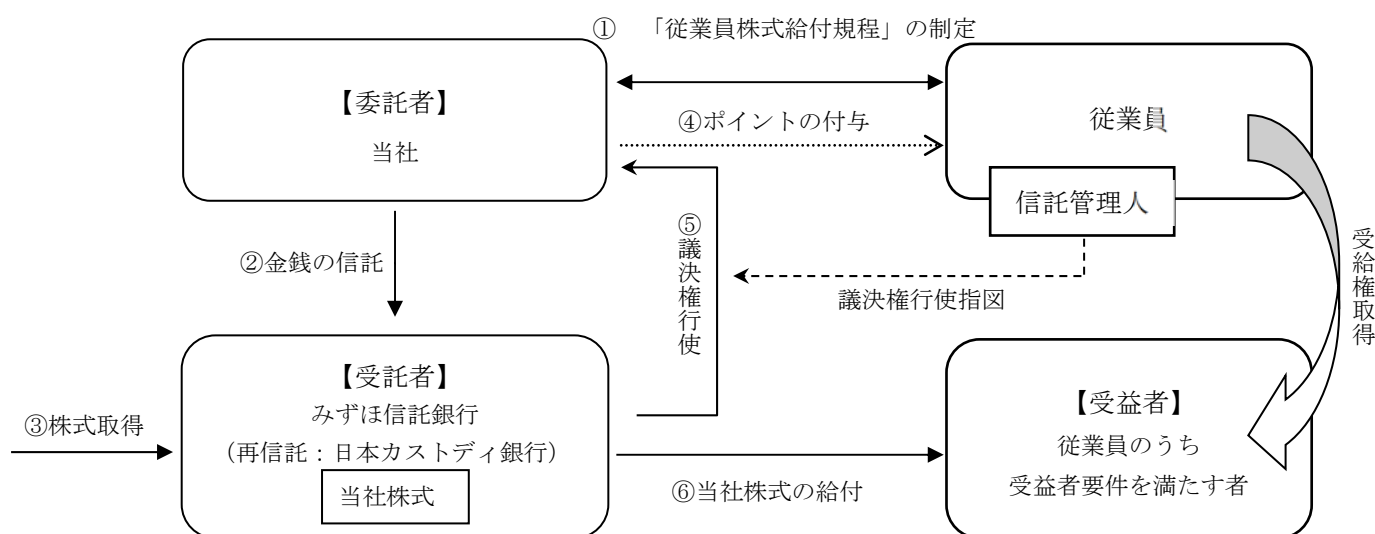 ① 「従業員株式給付規程」の制定
【委託者】
当社
④ポイントの付与
従業員
信託管理人
②金銭の信託
⑤議決権行使
議決権行使指図
受給権取得
③株式取得
【受託者】
みずほ信託銀行
(再信託:日本カストディ銀行)
当社株式
⑥当社株式の給付
【受益者】
従業員のうち
受益者要件を満たす者